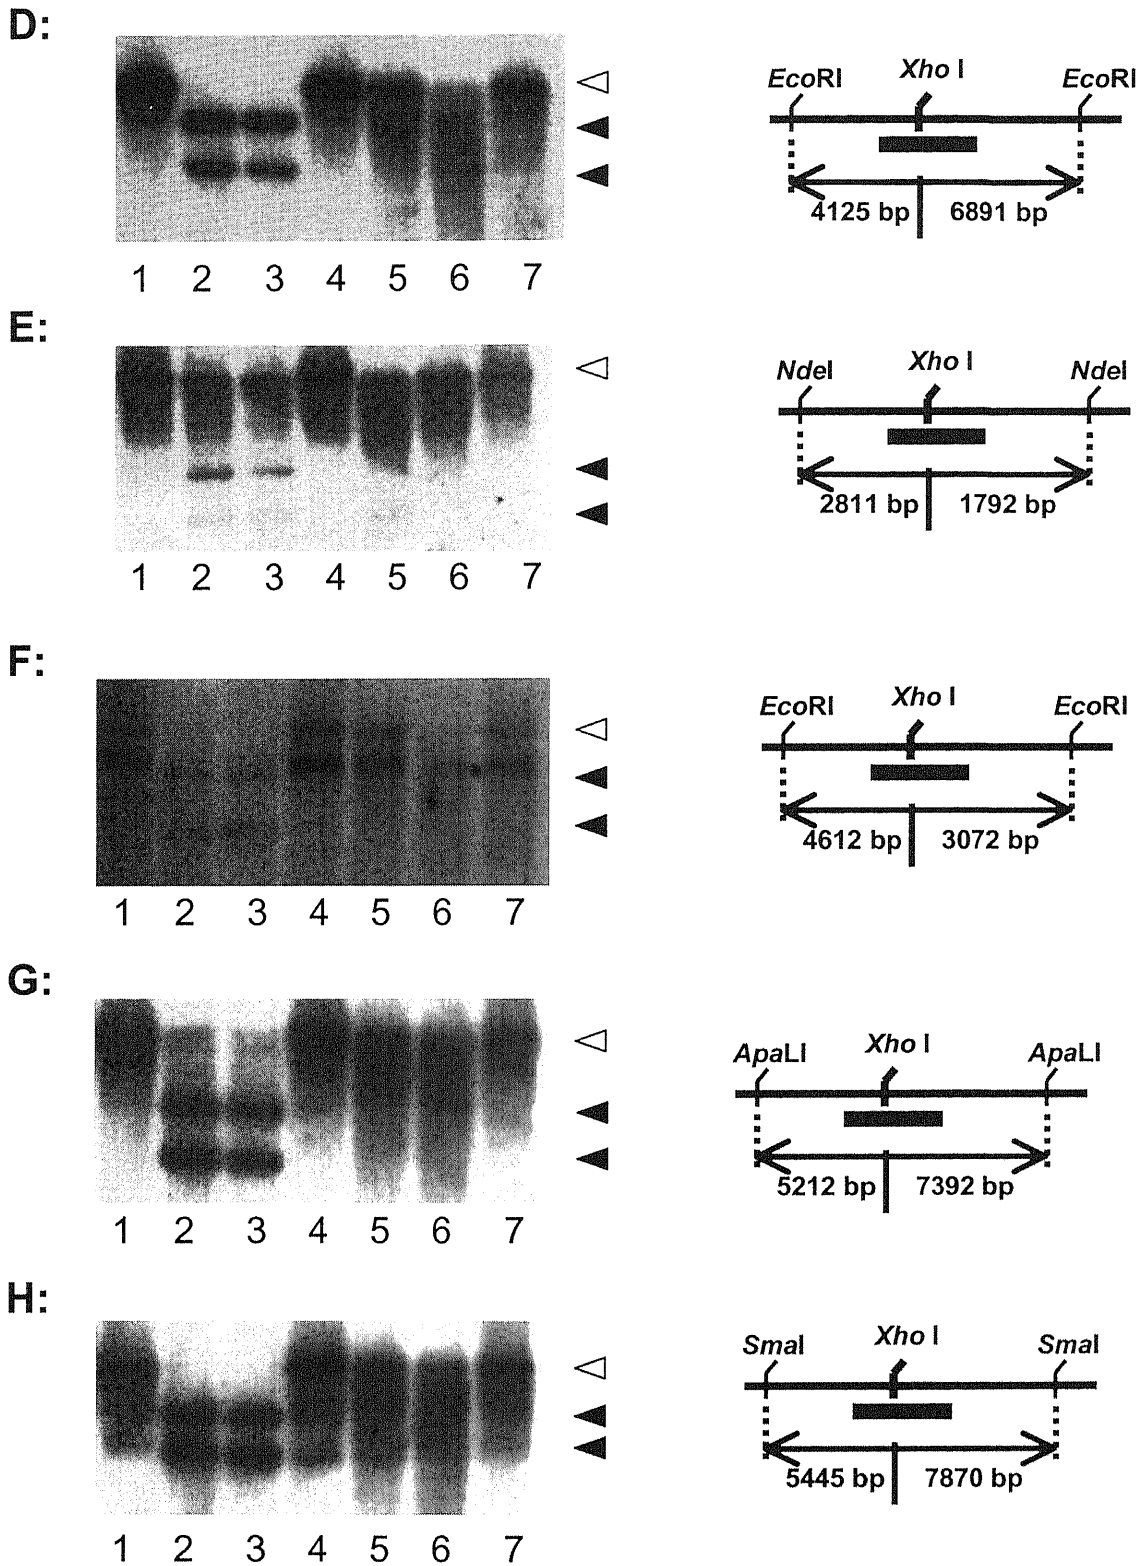 D:
EcoRI Xho I EcoRI
4125 bp 6891 bp
1 2 3 4 5 6 7
E:
NdeI Xho I NdeI
2811 bp 1792 bp
1 2 3 4 5 6 7
F:
EcoRI Xho I EcoRI
4612 bp 3072 bp
1 2 3 4 5 6 7
G:
ApaLI Xho I ApaLI
5212 bp 7392 bp
1 2 3 4 5 6 7
H:
SmaI Xho I SmaI
5445 bp 7870 bp
1 2 3 4 5 6 7